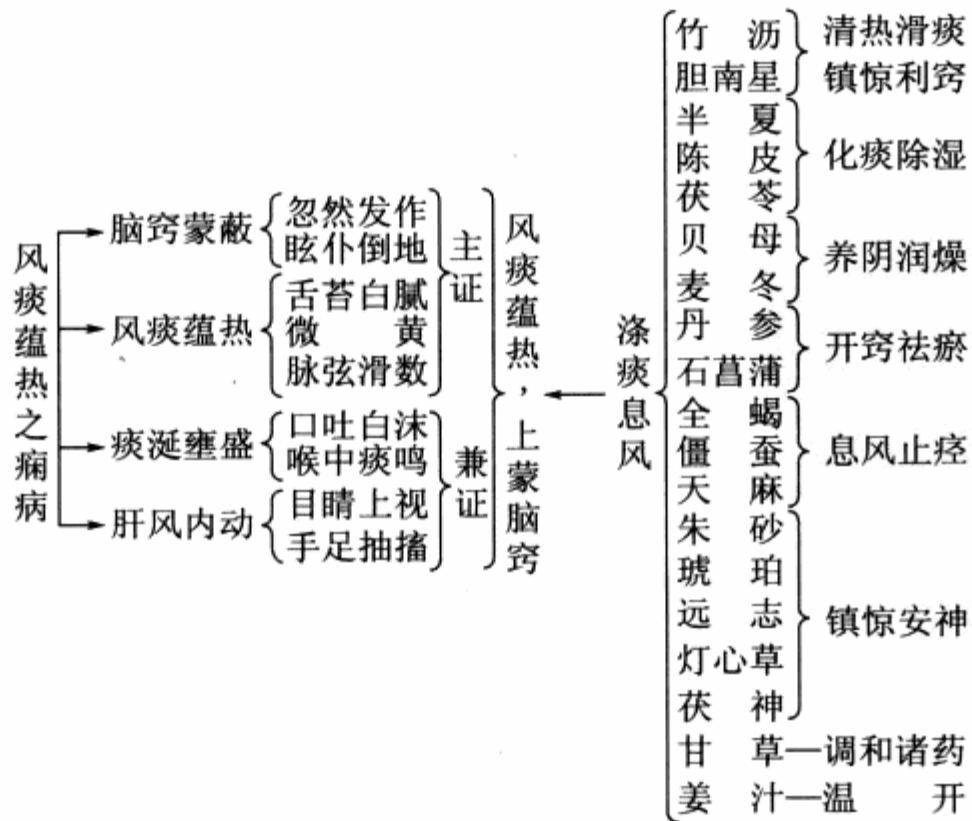 风痰蕴热之痫病
脑窍蒙蔽
忽然发作
眩仆倒地
风痰蕴热
舌苔白腻
微黄
脉弦滑数
主证
痰涎壅盛
口吐白沫
喉中痰鸣
肝风内动
目睛上视
手足抽搐
兼证
风痰蕴热，上蒙脑窍
涤痰息风
竹沥
胆南星
清热滑痰
镇惊利窍
半夏
陈皮
茯苓
化痰除湿
贝母
麦冬
养阴润燥
丹参
石菖蒲
开窍祛瘀
全蝎
僵蚕
天麻
息风止痉
朱砂
琥珀
远志
灯心草
茯神
镇惊安神
甘草—调和诸药
姜汁—温开